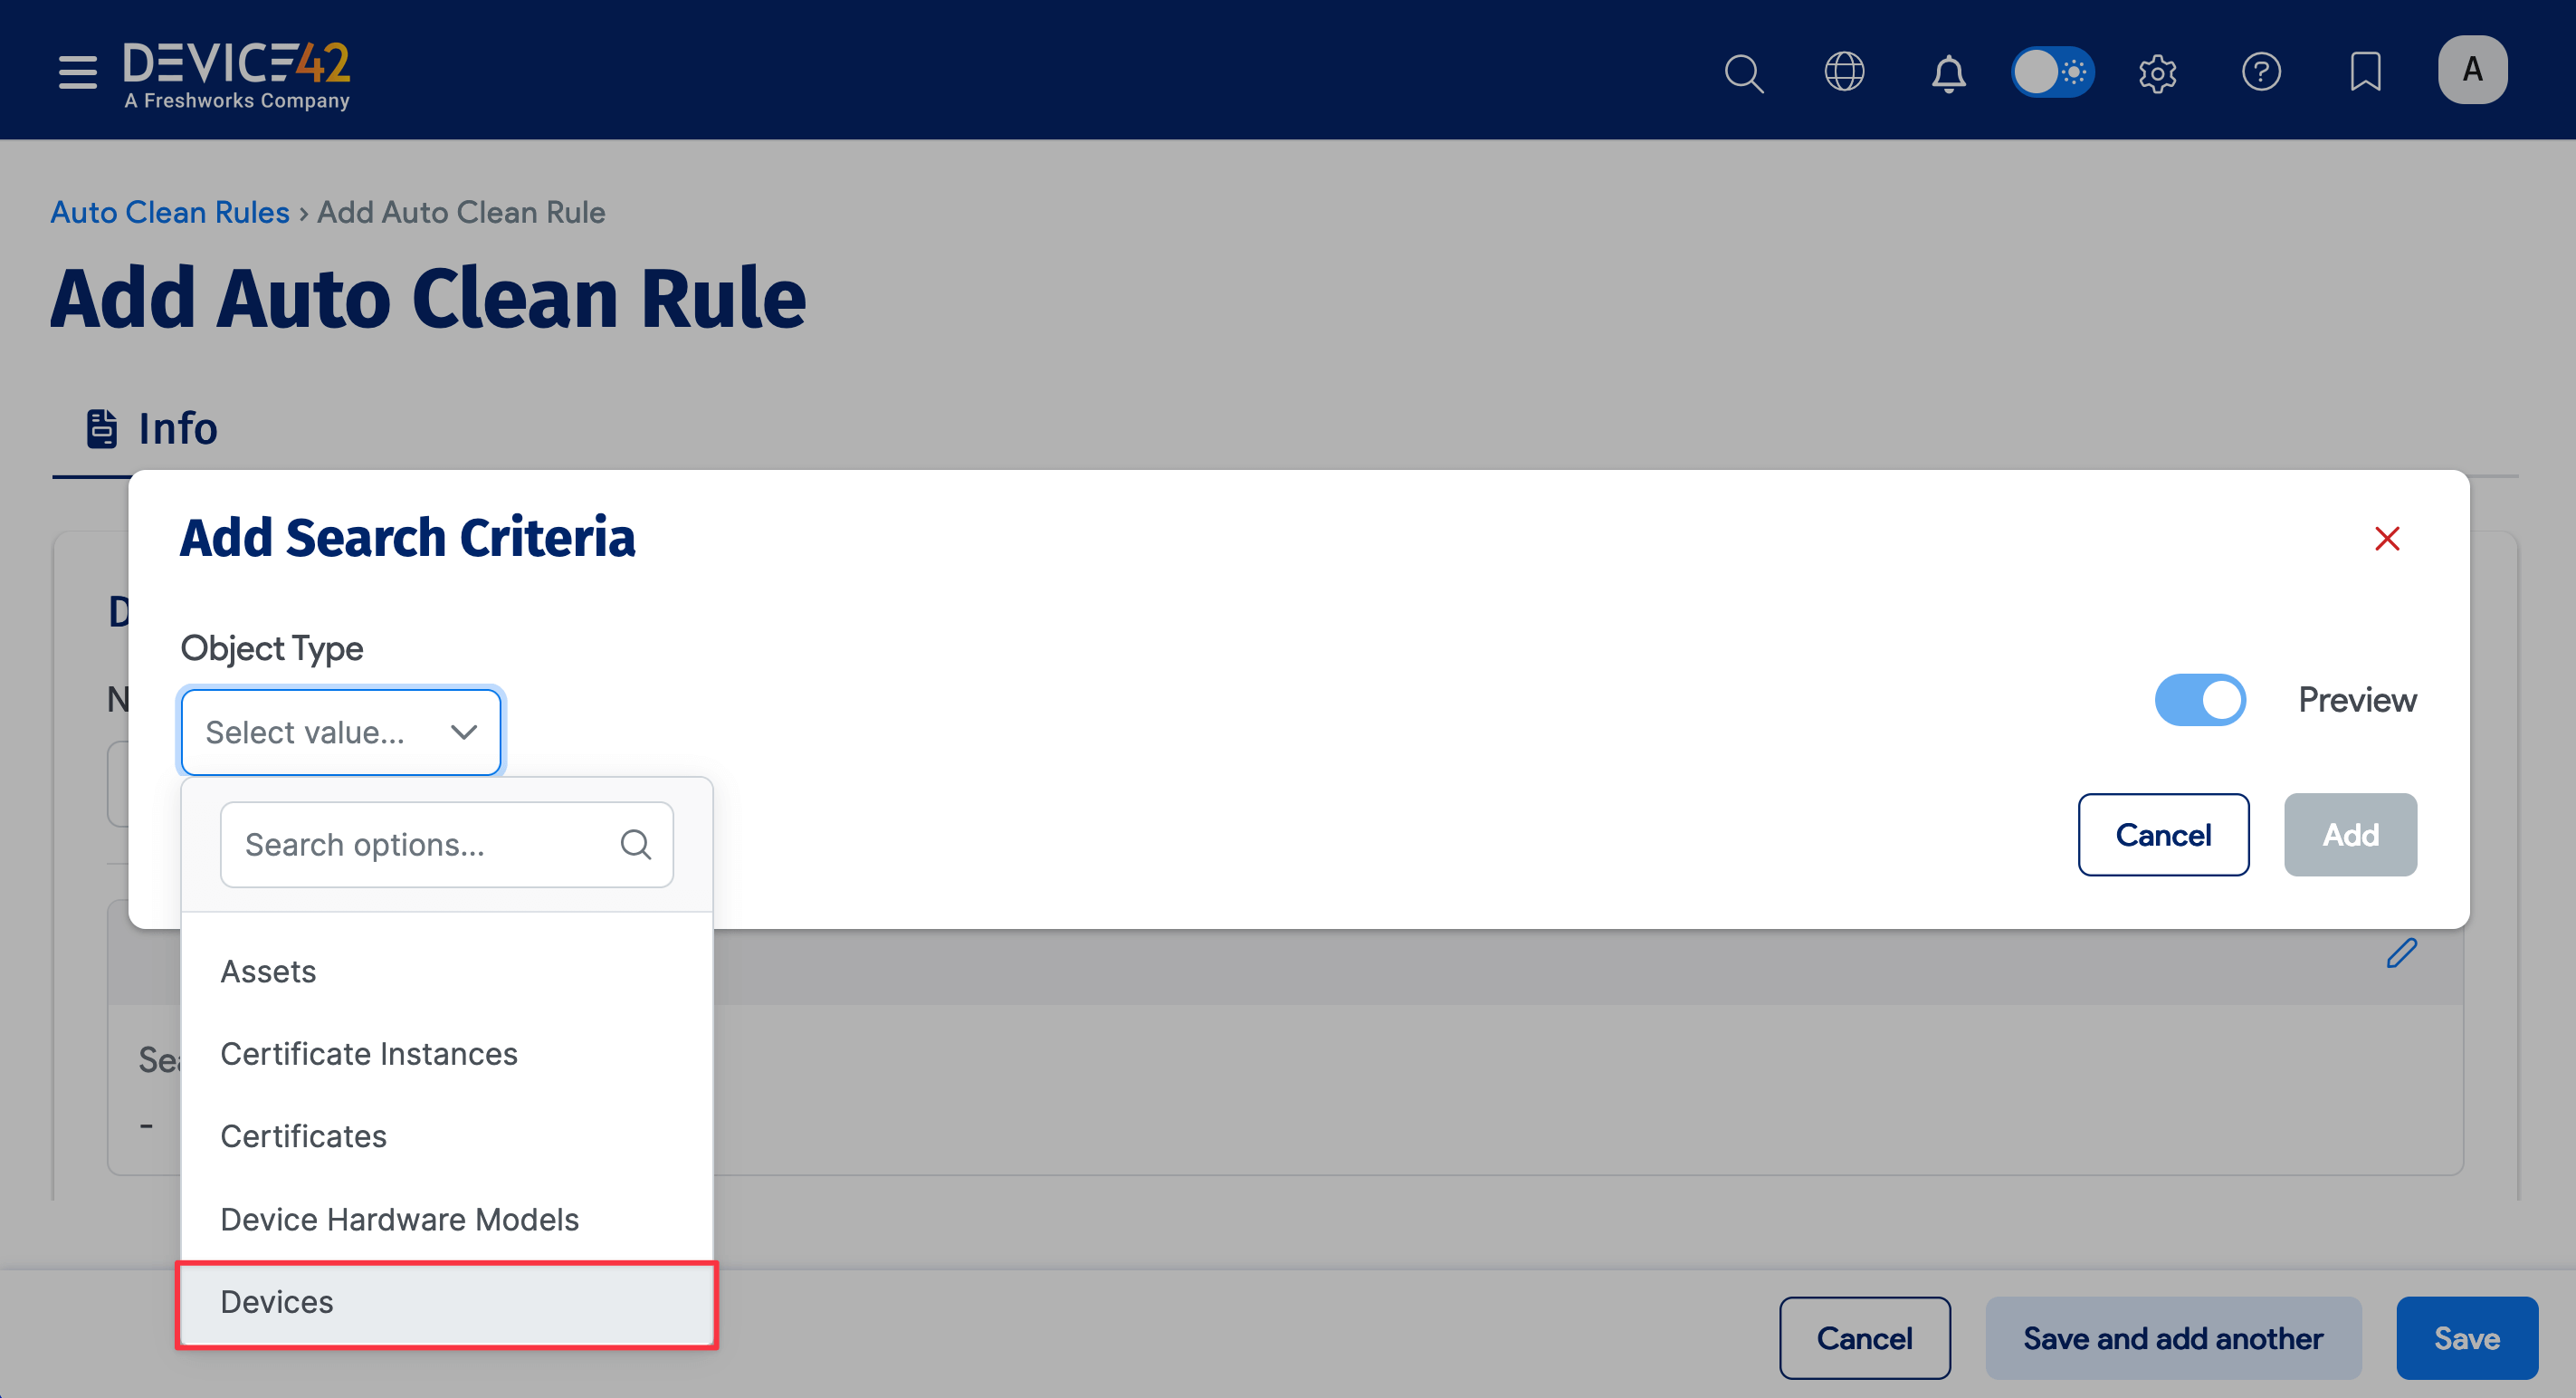 DEVICE42
A Freshworks Company
A
Auto Clean Rules › Add Auto Clean Rule
Add Auto Clean Rule
Info
Add Search Criteria
Object Type
Select value...
Preview
Search options...
Cancel
Add
Assets
Certificate Instances
Certificates
-
Device Hardware Models
Devices
Cancel
Save and add another
Save